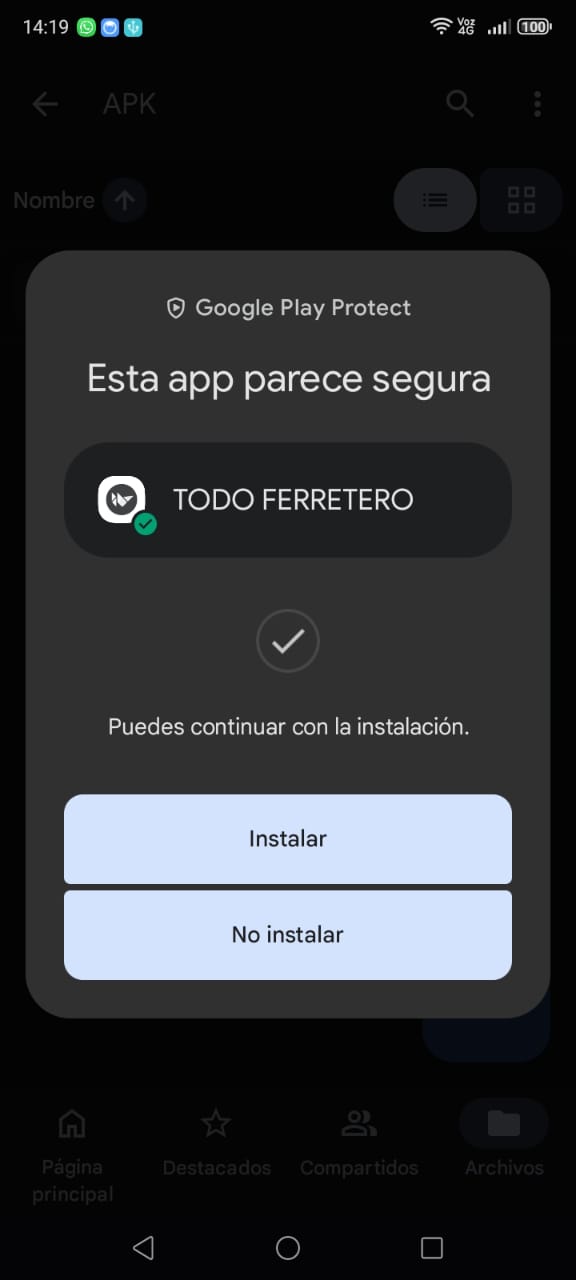 14:19 Voz 4G 100
APK
Nombre
Google Play Protect
Esta app parece segura
TODO FERRETERO
Puedes continuar con la instalación.
Instalar
No instalar
Página principal
Destacados
Compartidos
Archivos